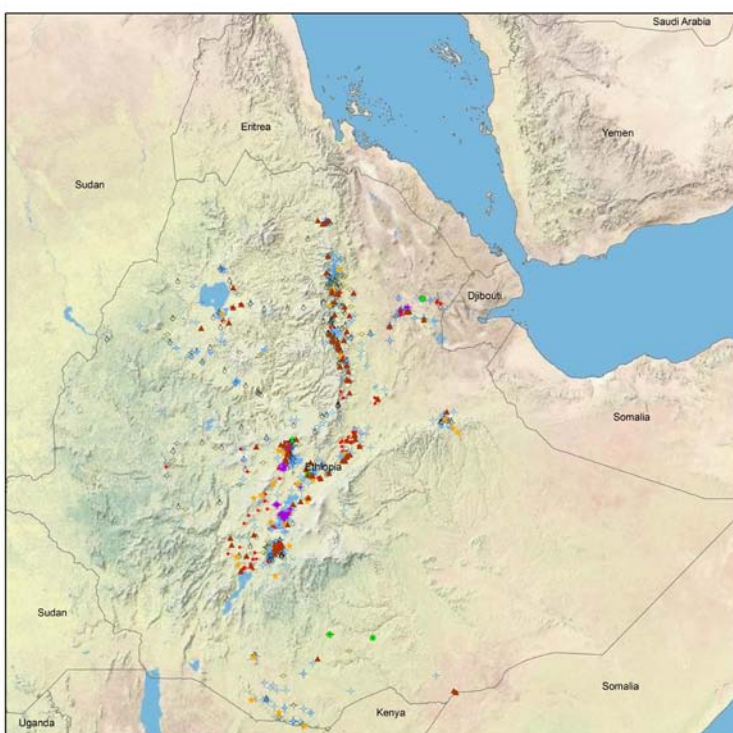 Saudi Arabia
Eritrea
Yemen
Sudan
Djibouti
Somalia
Ethiopia
Sudan
Somalia
Kenya
Uganda